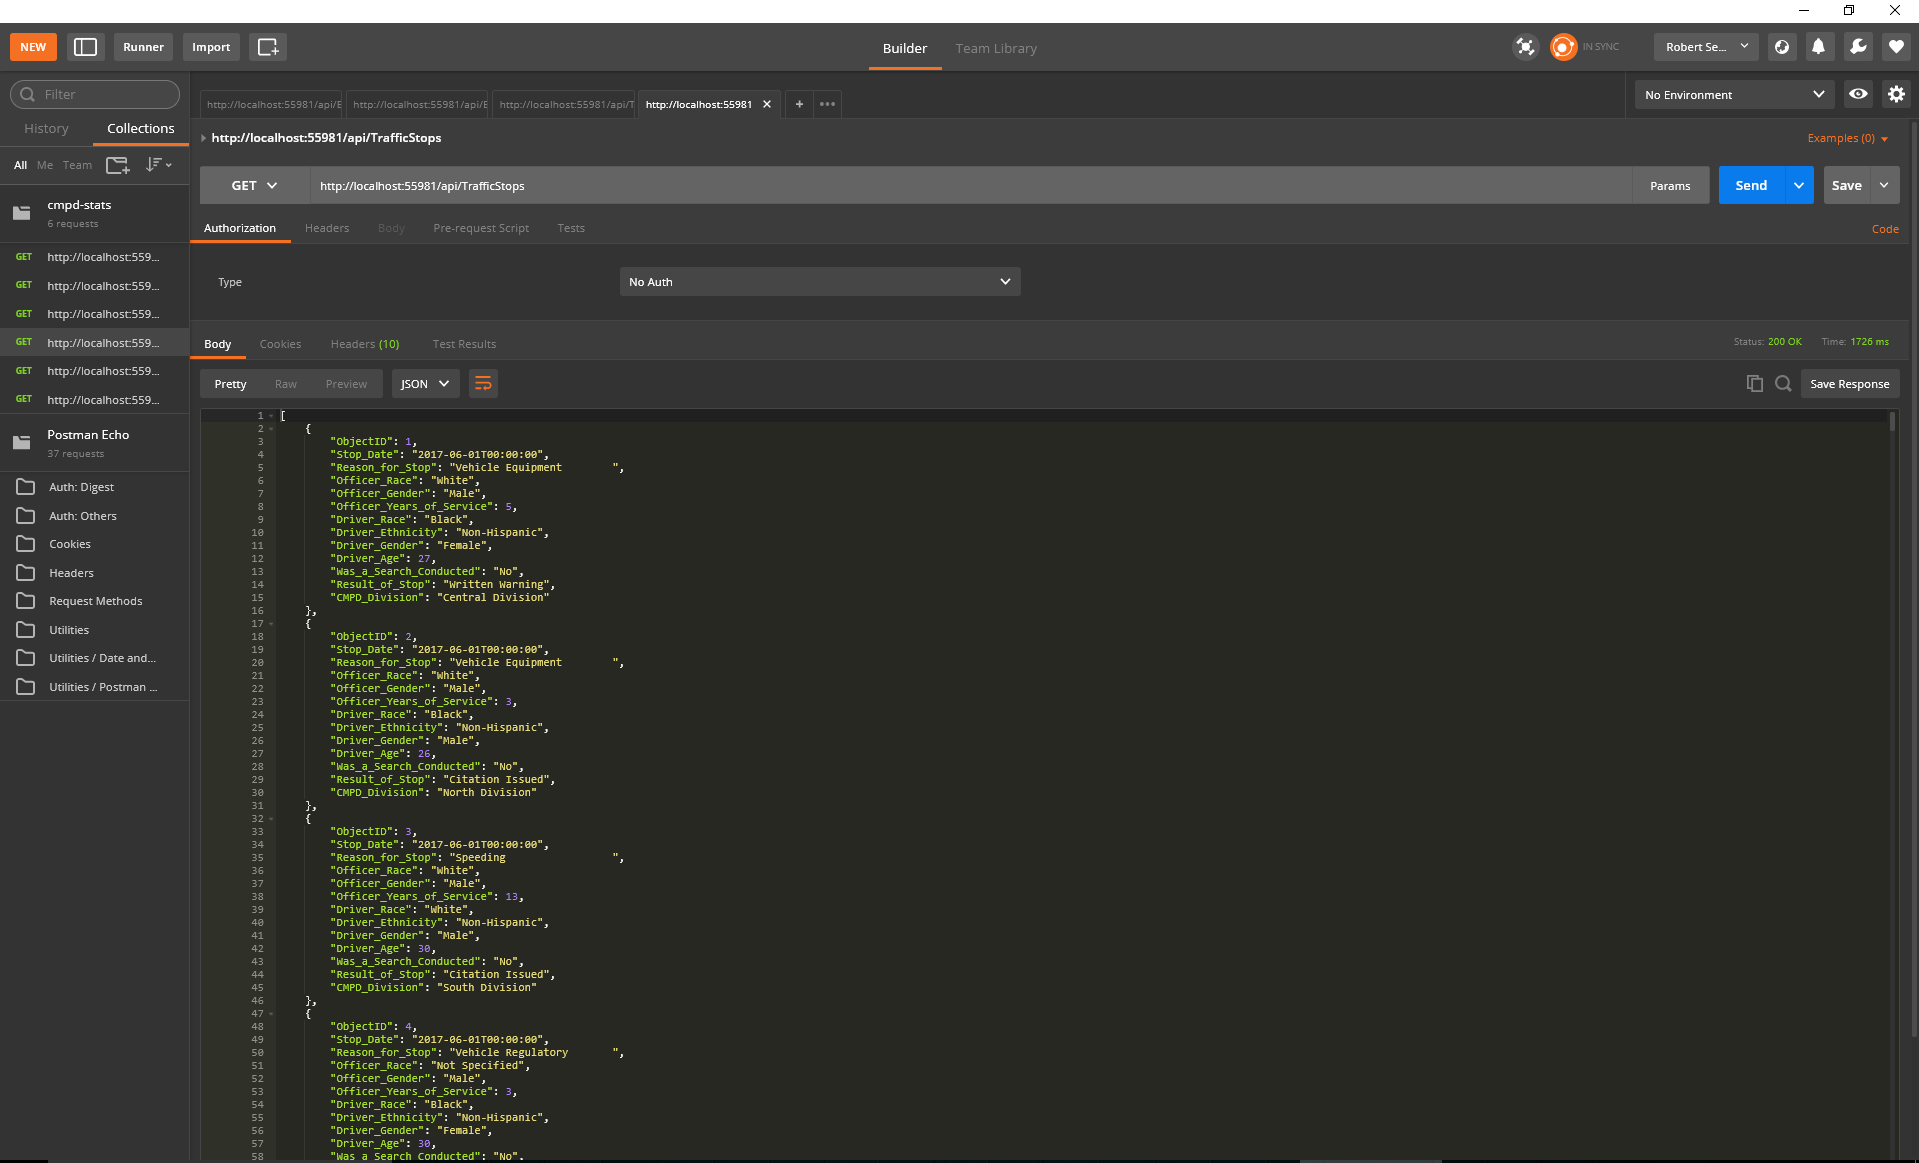 NEW
Runner
Import
Builder
Team Library
IN SYNC
Robert Se...
Filter
History
Collections
http://localhost:55981/api/E
http://localhost:55981/api/E
http://localhost:55981/api/T
http://localhost:55981
No Environment
All Me Team
http://localhost:55981/api/TrafficStops
Examples (0)
GET
http://localhost:55981/api/TrafficStops
Params
Send
Save
cmpd-stats
6 requests
GET http://localhost:559...
GET http://localhost:559...
GET http://localhost:559...
GET http://localhost:559...
GET http://localhost:559...
GET http://localhost:559...
Postman Echo
37 requests
Auth: Digest
Auth: Others
Cookies
Headers
Request Methods
Utilities
Utilities / Date and...
Utilities / Postman ...
Authorization Headers Body Pre-request Script Tests
Code
Type
No Auth
Body Cookies Headers (10) Test Results
Status: 200 OK Time: 1726 ms
Pretty Raw Preview JSON
Save Response
1 [
2 {
3 "ObjectID": 1,
4 "Stop_Date": "2017-06-01T00:00:00",
5 "Reason_for_Stop": "Vehicle Equipment        ",
6 "Officer_Race": "White",
7 "Officer_Gender": "Male",
8 "Officer_Years_of_Service": 5,
9 "Driver_Race": "Black",
10 "Driver_Ethnicity": "Non-Hispanic",
11 "Driver_Gender": "Female",
12 "Driver_Age": 27,
13 "Was_a_Search_Conducted": "No",
14 "Result_of_Stop": "Written Warning",
15 "CMPD_Division": "Central Division"
16 },
17 {
18 "ObjectID": 2,
19 "Stop_Date": "2017-06-01T00:00:00",
20 "Reason_for_Stop": "Vehicle Equipment        ",
21 "Officer_Race": "White",
22 "Officer_Gender": "Male",
23 "Officer_Years_of_Service": 3,
24 "Driver_Race": "Black",
25 "Driver_Ethnicity": "Non-Hispanic",
26 "Driver_Gender": "Male",
27 "Driver_Age": 26,
28 "Was_a_Search_Conducted": "No",
29 "Result_of_Stop": "Citation Issued",
30 "CMPD_Division": "North Division"
31 },
32 {
33 "ObjectID": 3,
34 "Stop_Date": "2017-06-01T00:00:00",
35 "Reason_for_Stop": "Speeding                 ",
36 "Officer_Race": "White",
37 "Officer_Gender": "Male",
38 "Officer_Years_of_Service": 13,
39 "Driver_Race": "White",
40 "Driver_Ethnicity": "Non-Hispanic",
41 "Driver_Gender": "Male",
42 "Driver_Age": 30,
43 "Was_a_Search_Conducted": "No",
44 "Result_of_Stop": "Citation Issued",
45 "CMPD_Division": "South Division"
46 },
47 {
48 "ObjectID": 4,
49 "Stop_Date": "2017-06-01T00:00:00",
50 "Reason_for_Stop": "Vehicle Regulatory       ",
51 "Officer_Race": "Not Specified",
52 "Officer_Gender": "Male",
53 "Officer_Years_of_Service": 3,
54 "Driver_Race": "Black",
55 "Driver_Ethnicity": "Non-Hispanic",
56 "Driver_Gender": "Female",
57 "Driver_Age": 30,
58 "Was_a_Search_Conducted": "No",